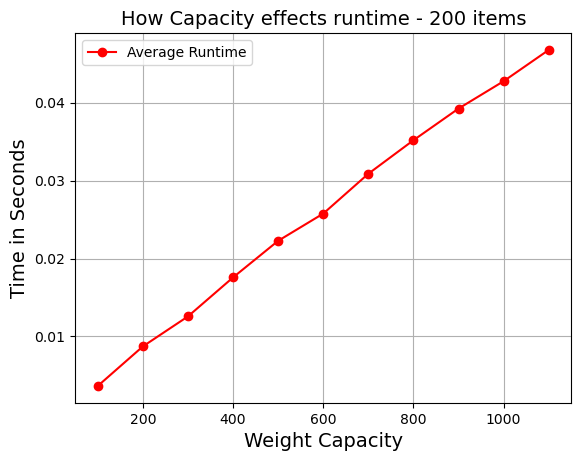 How Capacity effects runtime - 200 items
Average Runtime
Time in Seconds
0.04
0.03
0.02
0.01
200 400 600 800 1000
Weight Capacity